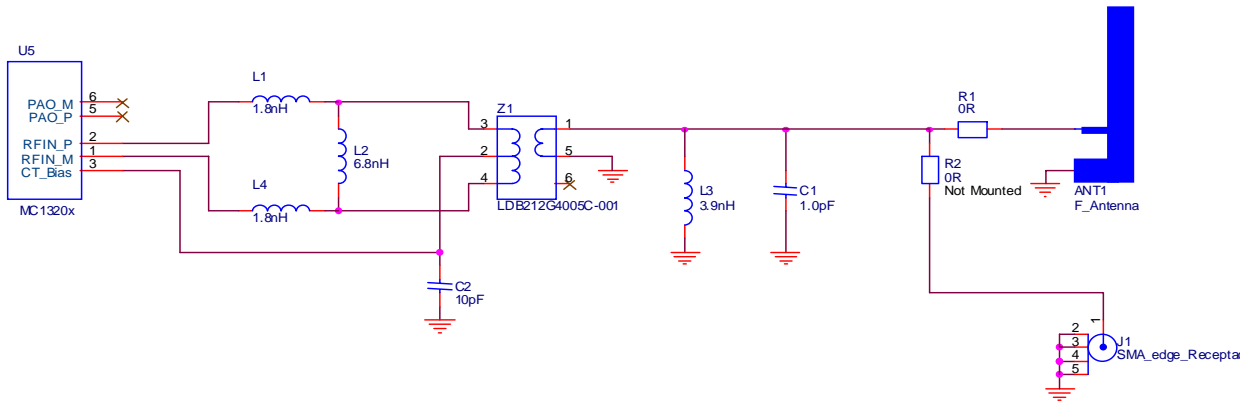 U5
PAO_M
6
PAO_P
5
RFIN_P
2
RFIN_M
1
CT_Bias
3
MC1320x
L1
1.8nH
L2
6.8nH
L4
1.8nH
C2
10pF
Z1
3
2
4
1
5
6
LDB212G4005C-001
L3
3.9nH
C1
1.0pF
R1
0R
R2
0R
Not Mounted
ANT1
F_Antenna
1
2
3
4
5
J1
SMA_edge_Recepta